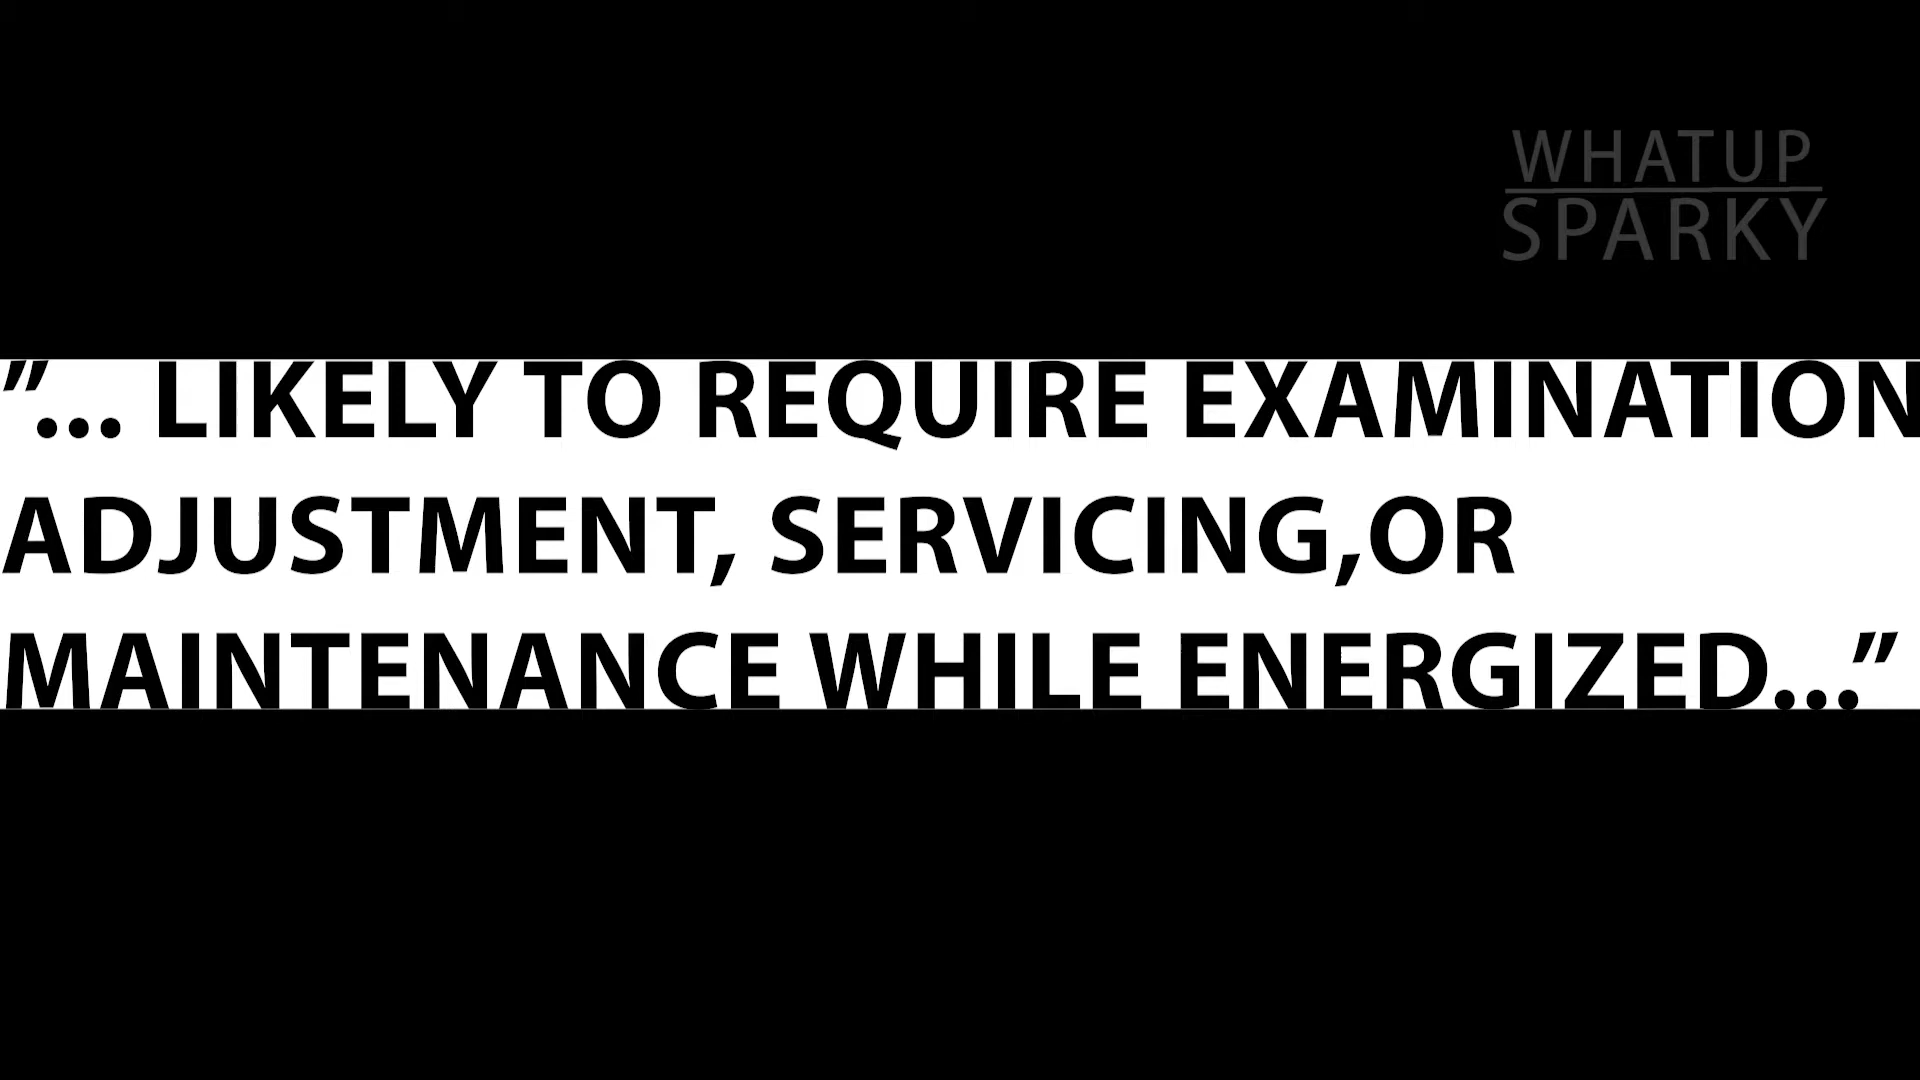 WHATUP
SPARKY
"... LIKELY TO REQUIRE EXAMINATION
ADJUSTMENT, SERVICING,OR
MAINTENANCE WHILE ENERGIZED..."